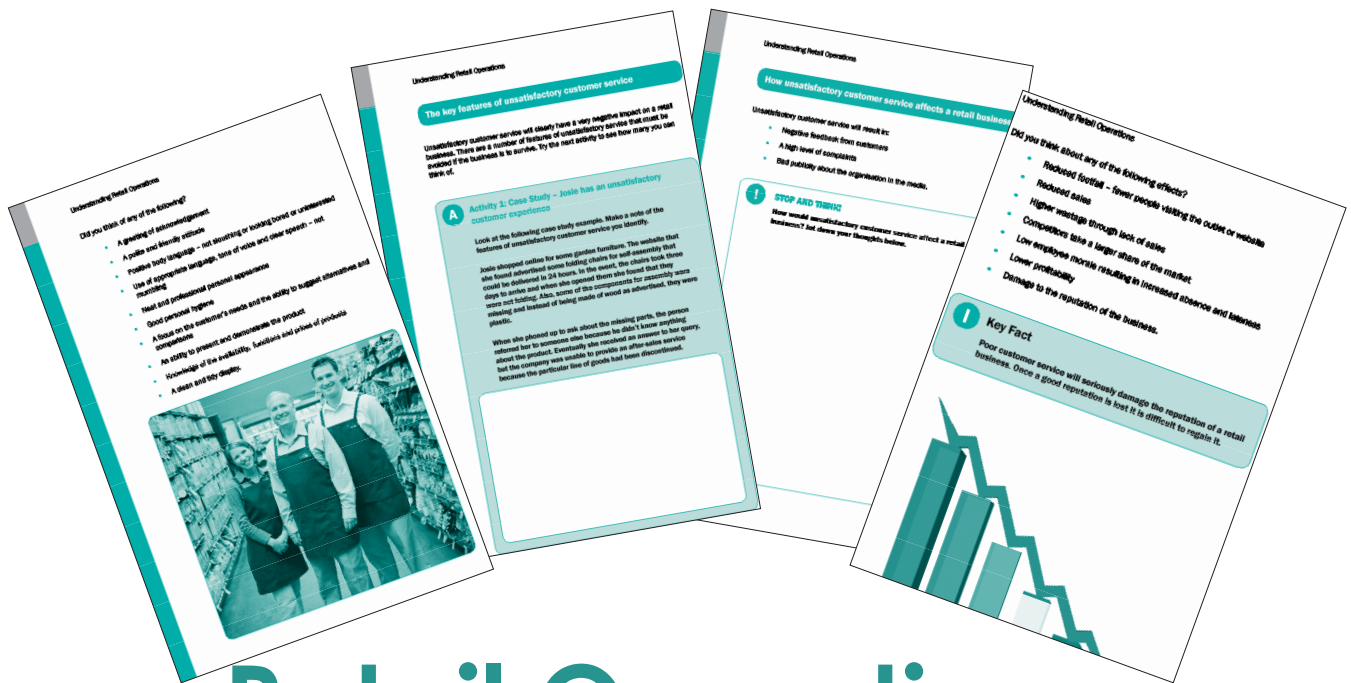 Understanding Retail Operations
Did you think of any of the following?
• A greeting of acknowledgement
• A polite and friendly attitude
• Positive body language – not slouching or looking bored or uninterested
• Use of appropriate language, tone of voice and clear speech – not
mumbling
• Neat and professional personal appearance
• Good personal hygiene
• A focus on the customer's needs and the ability to suggest alternatives and
comparisons
• An ability to present and demonstrate the product
• Knowledge of the availability, functions and prices of products
• A clean and tidy display.
Understanding Retail Operations
The key features of unsatisfactory customer service
Unsatisfactory customer service will clearly have a very negative impact on a retail
business. There are a number of features of unsatisfactory service that must be
avoided if the business is to survive. Try the next activity to see how many you can
think of.
A
Activity 1: Case Study – Josie has an unsatisfactory
customer experience
Look at the following case study example. Make a note of the
features of unsatisfactory customer service you identify.
Josie shopped online for some garden furniture. The website that
she found advertised some folding chairs for self-assembly that
could be delivered in 24 hours. In the event, the chairs took three
days to arrive and when she opened them she found that they
were not folding. Also, some of the components for assembly were
missing and instead of being made of wood as advertised, they were
plastic.
When she phoned up to ask about the missing parts, the person
referred her to someone else because he didn't know anything
about the product. Eventually she received an answer to her query,
but the company was unable to provide an after-sales service
because the particular line of goods had been discontinued.
Understanding Retail Operations
How unsatisfactory customer service affects a retail business
Unsatisfactory customer service will result in:
• Negative feedback from customers
• A high level of complaints
• Bad publicity about the organisation in the media.
!
STOP AND THINK!
How would unsatisfactory customer service affect a retail
business? Jot down your thoughts below.
Understanding Retail Operations
Did you think about any of the following effects?
• Reduced footfall – fewer people visiting the outlet or website
• Reduced sales
• Higher wastage through lack of sales
• Competitors take a larger share of the market
• Low employee morale resulting in increased absence and lateness
• Lower profitability
• Damage to the reputation of the business.
Key Fact
Poor customer service will seriously damage the reputation of a retail
business. Once a good reputation is lost it is difficult to regain it.